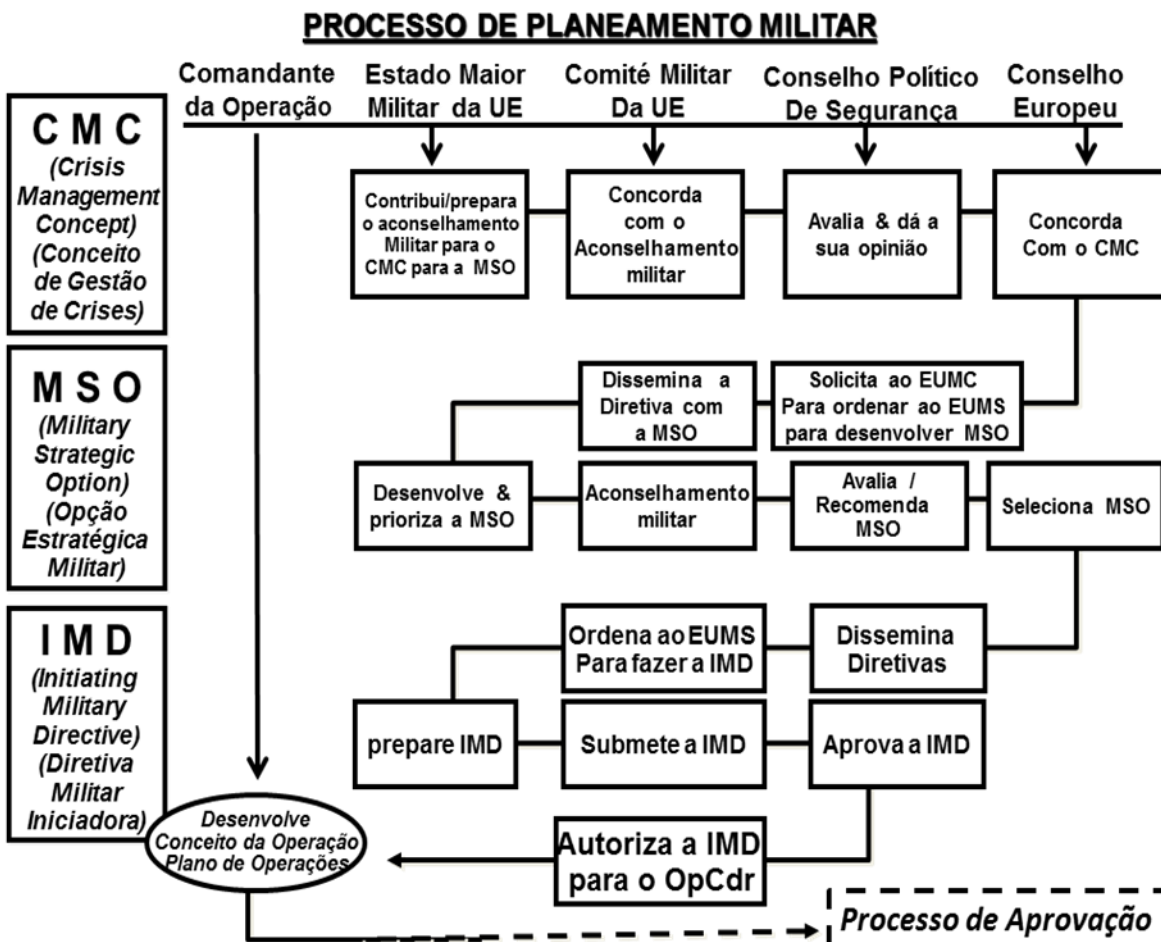 PROCESSO DE PLANEAMENTO MILITAR
Comandante
da Operação
Estado Maior
Militar da UE
Comité Militar
Da UE
Conselho Político
De Segurança
Conselho
Europeu
C M C
(Crisis
Management
Concept)
(Conceito
de Gestão
de Crises)
Contribui/prepara
o aconselhamento
Militar para o
CMC para a MSO
Concorda
com o
Aconselhamento
militar
Avalia & dá a
sua opinião
Concorda
Com o CMC
M S O
(Military
Strategic
Option)
(Opção
Estratégica
Militar)
Dissemina a
Diretiva com
a MSO
Solicita ao EUMC
Para ordenar ao EUMS
para desenvolver MSO
Desenvolve &
prioriza a MSO
Aconselhamento
militar
Avalia /
Recomenda
MSO
Seleciona MSO
I M D
(Initiating
Military
Directive)
(Diretiva
Militar
Iniciadora)
Ordena ao EUMS
Para fazer a IMD
Dissemina
Diretivas
prepare IMD
Submete a IMD
Aprova a IMD
Desenvolve
Conceito da Operação
Plano de Operações
Autoriza a IMD
para o OpCdr
Processo de Aprovação